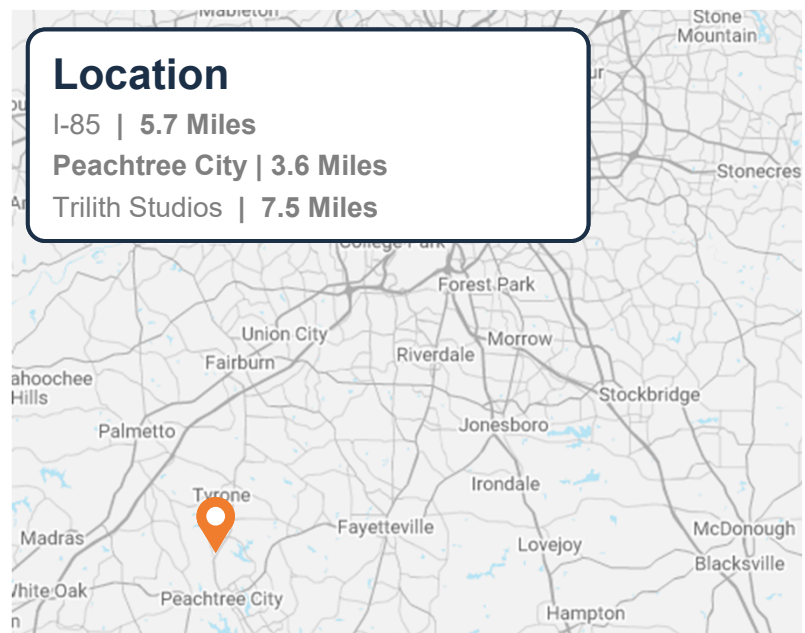 Mableton
Stone
Mountain
Location
I-85 | 5.7 Miles
Peachtree City | 3.6 Miles
Trilith Studios | 7.5 Miles
Stonecres
College Park
Forest Park
Union City
Morrow
Riverdale
Fairburn
ahoochee
Hills
Stockbridge
Jonesboro
Palmetto
Irondale
Tyrone
Fayetteville
McDonough
Madras
Lovejoy
Blacksville
White Oak
Peachtree City
Hampton